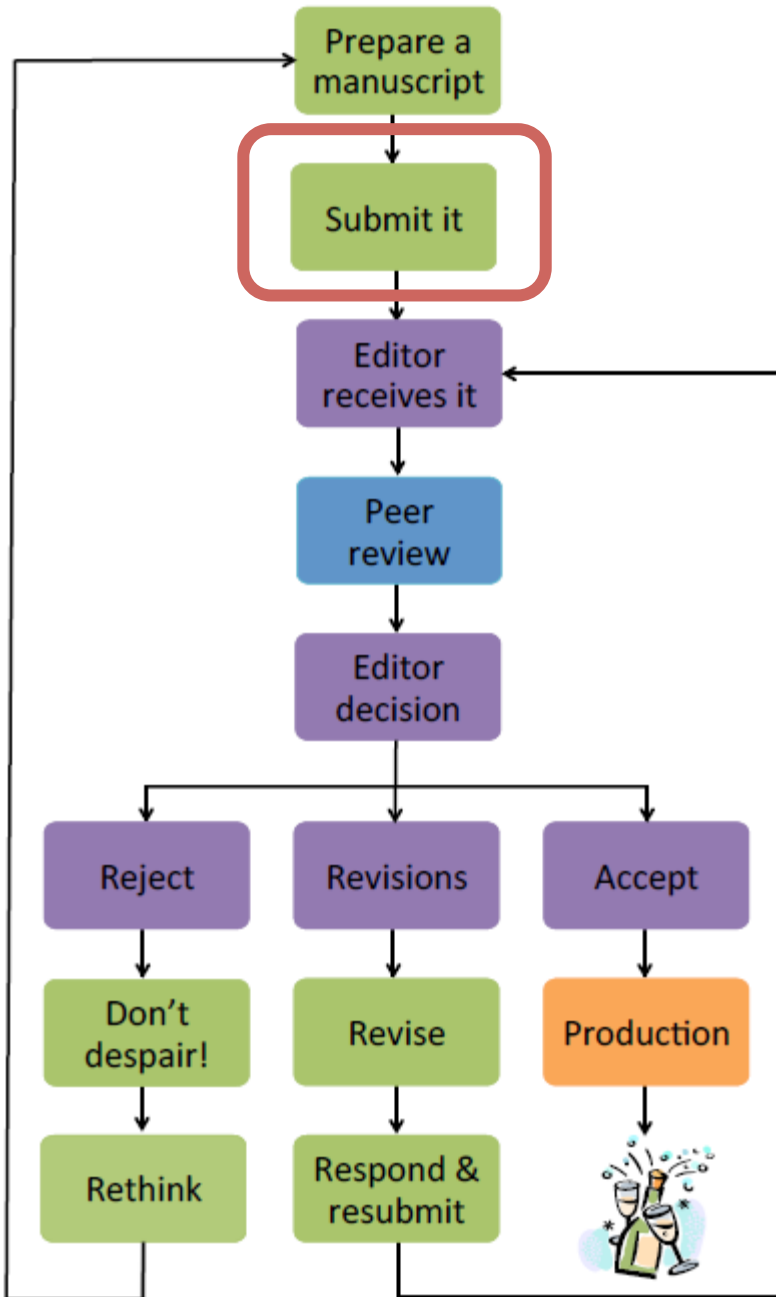 Prepare a
manuscript
Submit it
Editor
receives it
Peer
review
Editor
decision
Reject
Revisions
Accept
Don’t
despair!
Revise
Production
Rethink
Respond &
resubmit